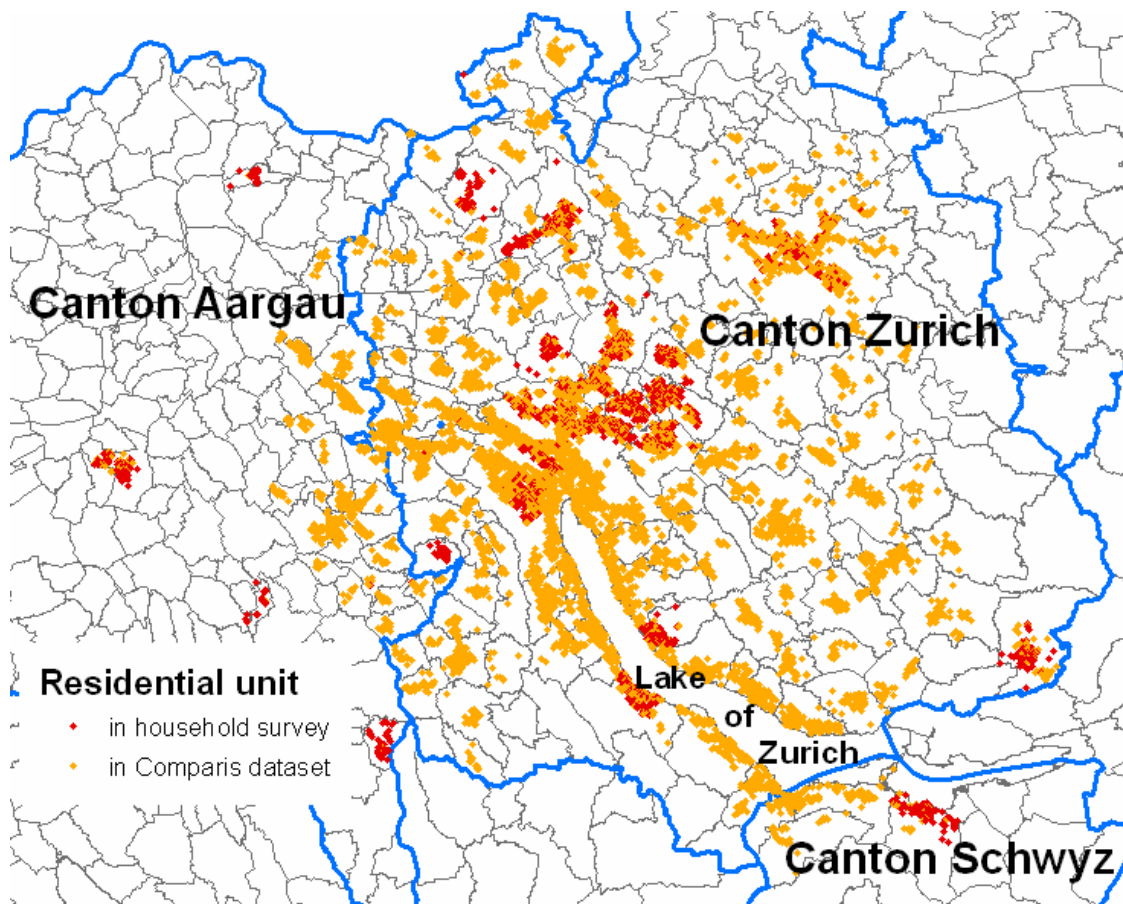 Canton Aargau
Canton Zurich
Residential unit
in household survey
in Comparis dataset
Lake
of
Zurich
Canton Schwyz